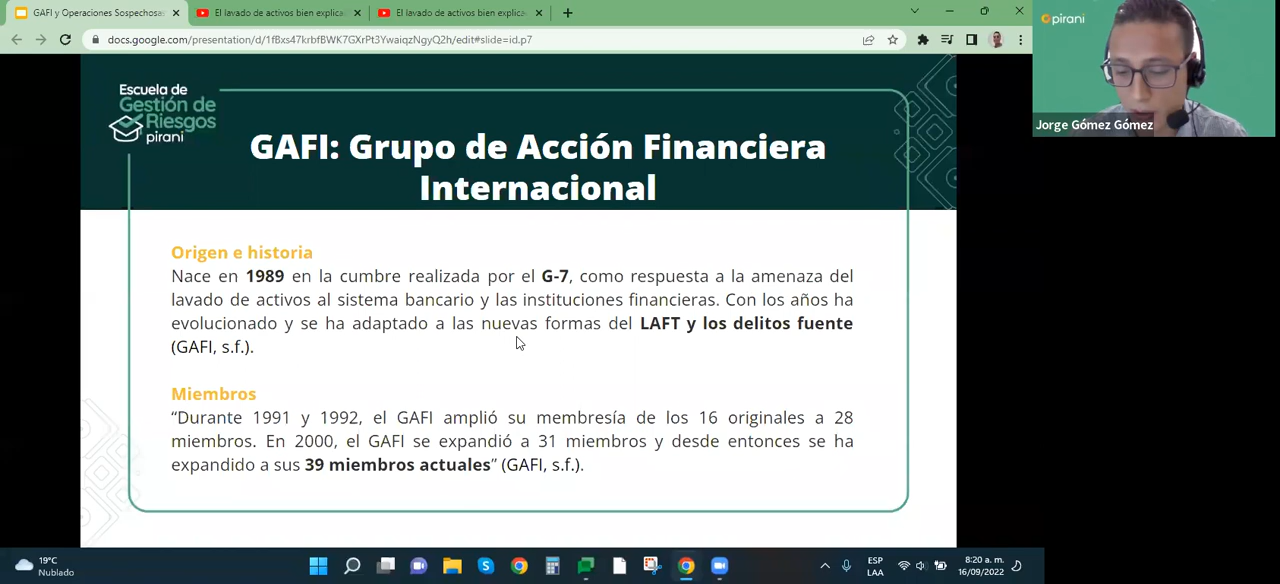 GAFI y Operaciones Sospechosas
El lavado de activos bien explica
El lavado de activos bien explica
docs.google.com/presentation/d/1fBxs47krbfBWK7GXrPt3YwaiqzNgyQ2h/edit#slide=id.p7
pirani
Jorge Gómez Gómez
Escuela de
Gestión de
Riesgos
pirani
GAFI: Grupo de Acción Financiera
Internacional
Origen e historia
Nace en 1989 en la cumbre realizada por el G-7, como respuesta a la amenaza del
lavado de activos al sistema bancario y las instituciones financieras. Con los años ha
evolucionado y se ha adaptado a las nuevas formas del LAFT y los delitos fuente
(GAFI, s.f.).
Miembros
“Durante 1991 y 1992, el GAFI amplió su membresía de los 16 originales a 28
miembros. En 2000, el GAFI se expandió a 31 miembros y desde entonces se ha
expandido a sus 39 miembros actuales” (GAFI, s.f.).
19°C
Nublado
ESP
LAA
8:20 a. m.
16/09/2022